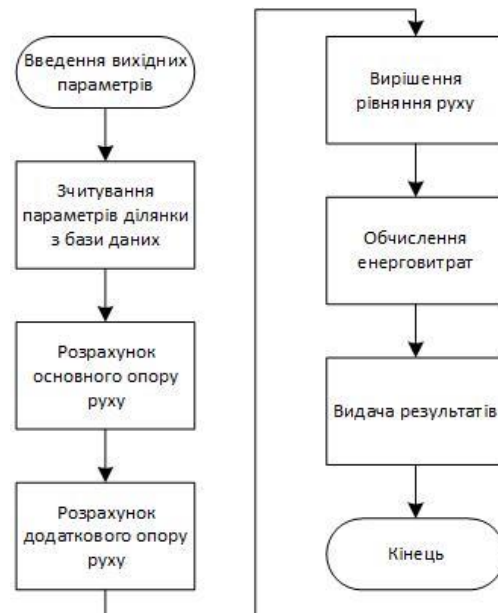 Введення вихідних
параметрів
Зчитування
параметрів ділянки
з бази даних
Розрахунок
основного опору
руху
Розрахунок
додаткового опору
руху
Вирішення
рівняння руху
Обчислення
енерговитрат
Видача результатів
Кінець